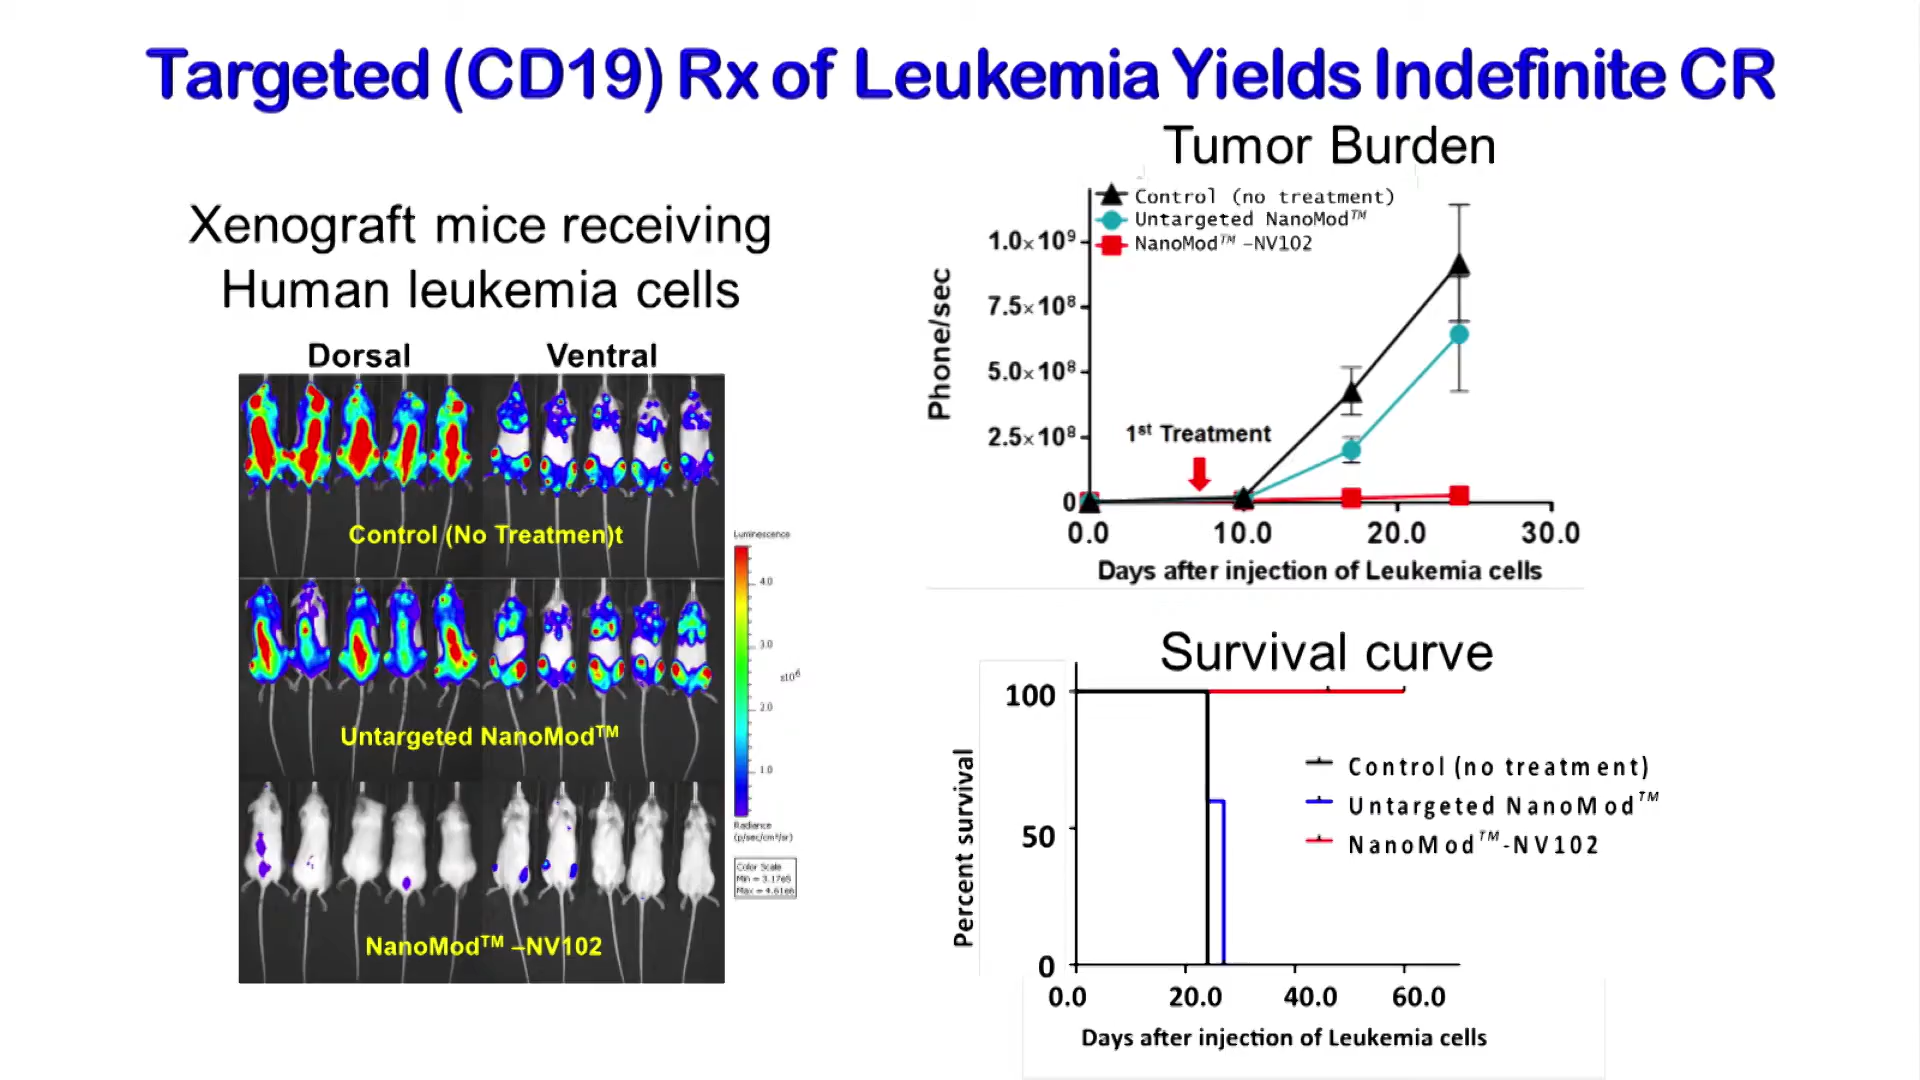 Targeted (CD19) Rx of Leukemia Yields Indefinite CR
Xenograft mice receiving
Human leukemia cells
Dorsal Ventral
Control (No Treatmen)t
Untargeted NanoMod™
NanoMod™ –NV102
Luminescence
4.0
3.0
x10⁶
2.0
1.0
Radiance
(p/sec/cm²/sr)
Color Scale
Min = 3.17e5
Max = 4.61e6
Tumor Burden
Control (no treatment)
Untargeted NanoMod™
NanoMod™ –NV102
Phone/sec
1.0×10⁹
7.5×10⁸
5.0×10⁸
2.5×10⁸
0
1st Treatment
0.0 10.0 20.0 30.0
Days after injection of Leukemia cells
Survival curve
Percent survival
100
50
0
Control (no treatment)
Untargeted NanoMod™
NanoMod™-NV102
0.0 20.0 40.0 60.0
Days after injection of Leukemia cells